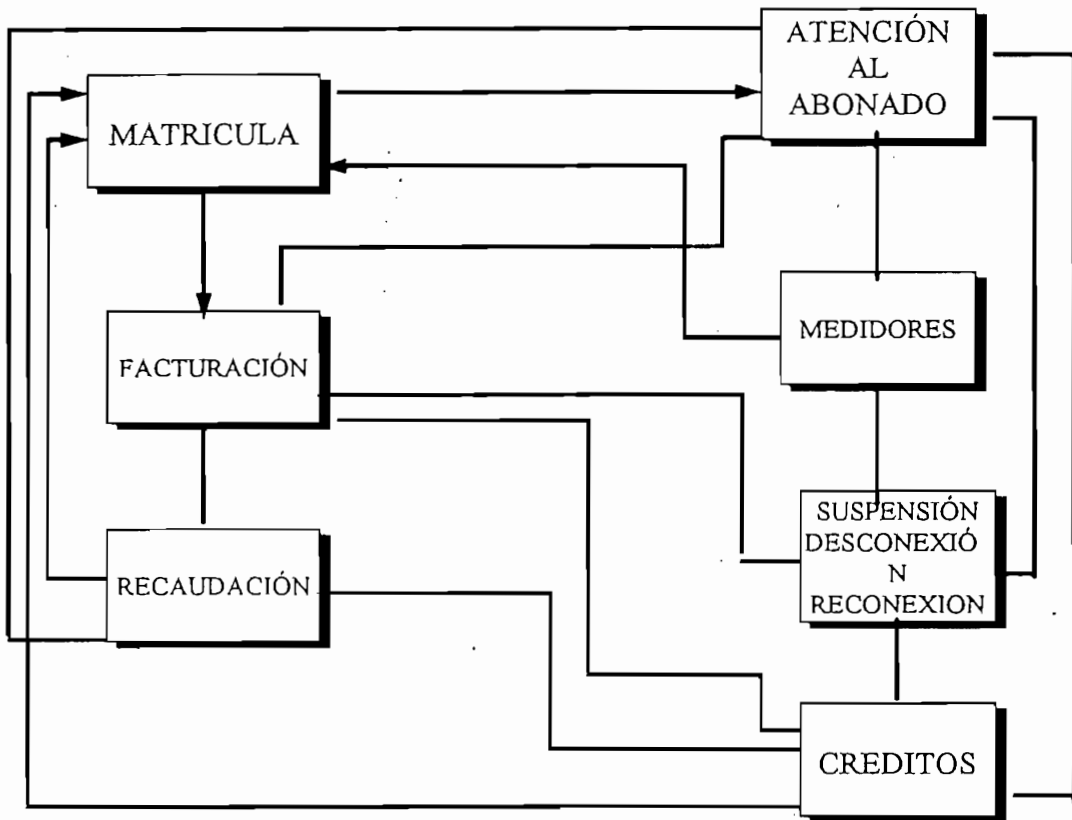 ATENCIÓN
AL
ABONADO
MATRICULA
MEDIDORES
FACTURACIÓN
SUSPENSIÓN
DESCONEXIÓ
N
RECONEXION
RECAUDACIÓN
CREDITOS